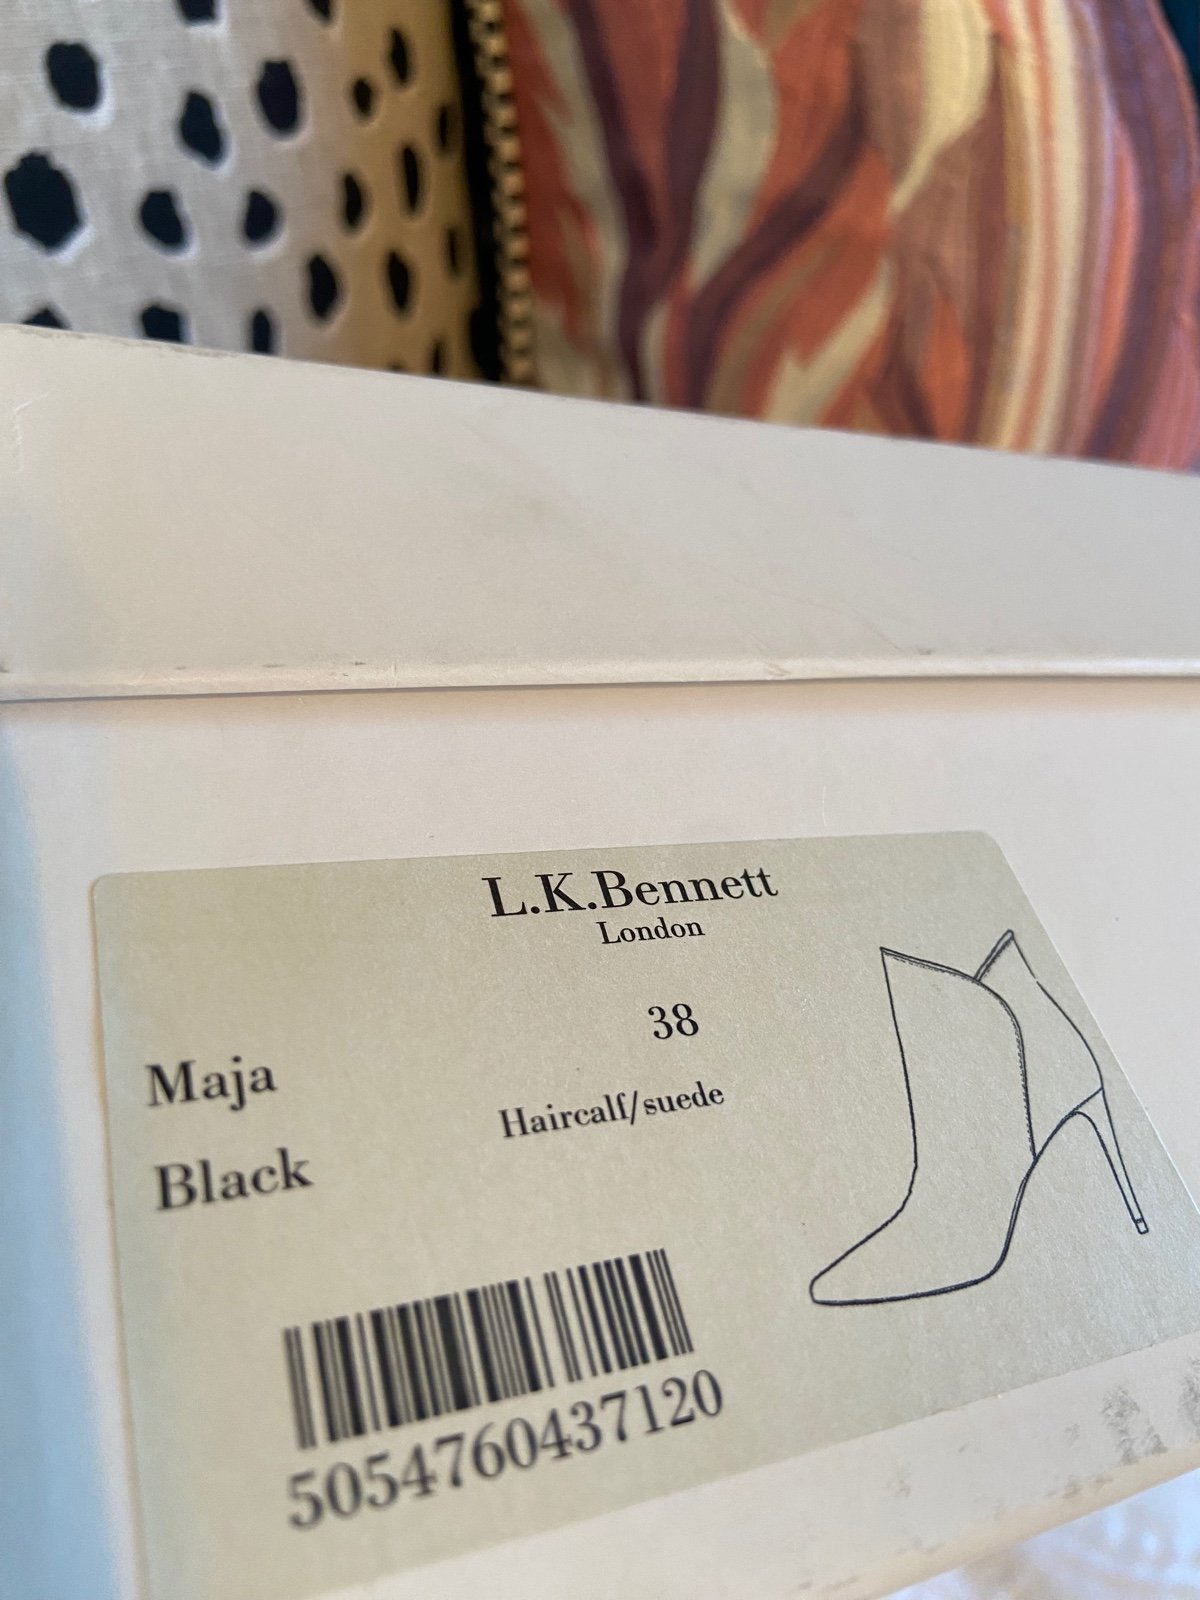 L.K.Bennett
London
38
Maja
Haircalf/suede
Black
5054760437120